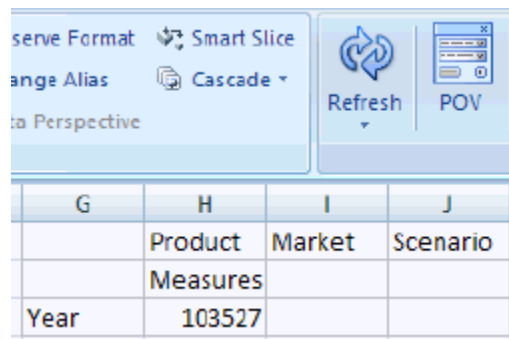 serve Format Smart Slice
ange Alias Cascade
ta Perspective
Refresh POV
G H I J
Product Market Scenario
Measures
Year 103527